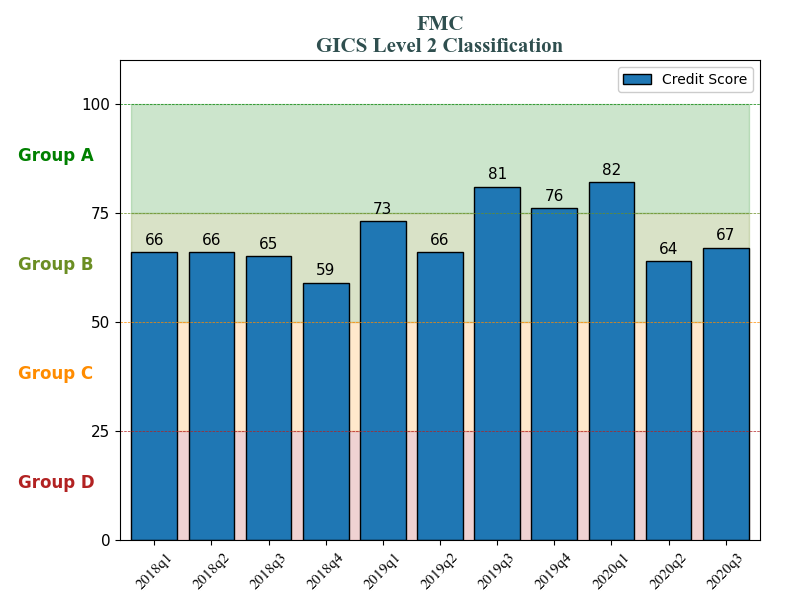 FMC
GICS Level 2 Classification
Credit Score
100
Group A
82
81
76
75
73
66
66
65
66
64
67
59
Group B
50
Group C
25
Group D
0
2018q1
2018q2
2018q3
2018q4
2019q1
2019q2
2019q3
2019q4
2020q1
2020q2
2020q3